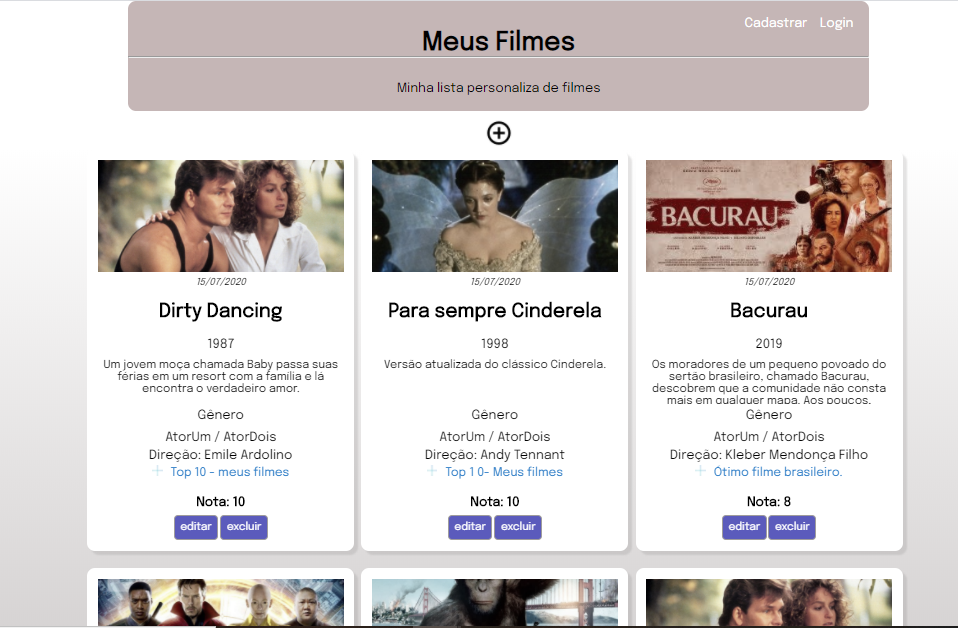 Cadastrar Login
Meus Filmes
Minha lista personaliza de filmes
15/07/2020
Dirty Dancing
1987
Um jovem moça chamada Baby passa suas
férias em um resort com a família e lá
encontra o verdadeiro amor.
Gênero
AtorUm / AtorDois
Direção: Emile Ardolino
Top 10 - meus filmes
Nota: 10
editar excluir
15/07/2020
Para sempre Cinderela
1998
Versão atualizada do clássico Cinderela.
Gênero
AtorUm / AtorDois
Direção: Andy Tennant
Top 1 0- Meus filmes
Nota: 10
editar excluir
BACURAU
15/07/2020
Bacurau
2019
Os moradores de um pequeno povoado do
sertão brasileiro, chamado Bacurau,
descobrem que a comunidade não consta
mais em qualquer mapa. Aos poucos,
Gênero
AtorUm / AtorDois
Direção: Kleber Mendonça Filho
Otimo filme brasileiro.
Nota: 8
editar excluir